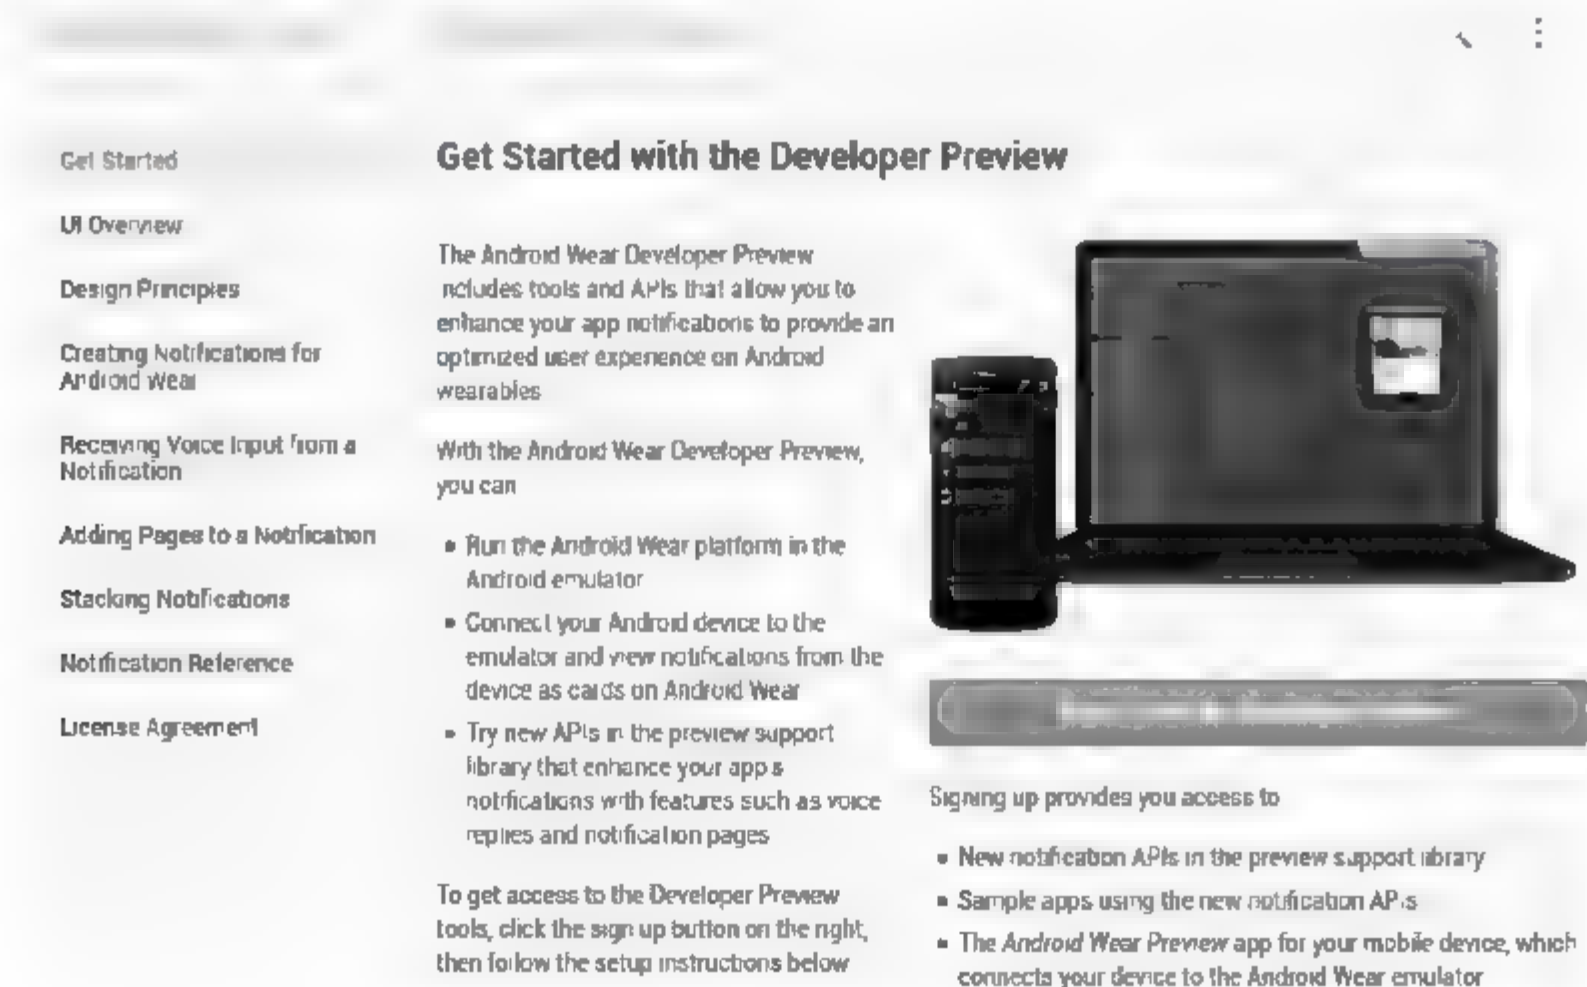 Get Started
UI Overview
Design Principles
Creating Notifications for
Android Wear
Receiving Voice Input from a
Notification
Adding Pages to a Notification
Stacking Notifications
Notification Reference
License Agreement
Get Started with the Developer Preview
The Android Wear Developer Preview
includes tools and APIs that allow you to
enhance your app notifications to provide an
optimized user experience on Android
wearables
With the Android Wear Developer Preview,
you can
• Run the Android Wear platform in the
Android emulator
• Connect your Android device to the
emulator and view notifications from the
device as cards on Android Wear
• Try new APIs in the preview support
library that enhance your app s
notifications with features such as voice
replies and notification pages
To get access to the Developer Preview
tools, click the sign up button on the right,
then follow the setup instructions below
Signing up provides you access to
• New notification APIs in the preview support library
• Sample apps using the new notification APIs
• The Android Wear Preview app for your mobile device, which
connects your device to the Android Wear emulator